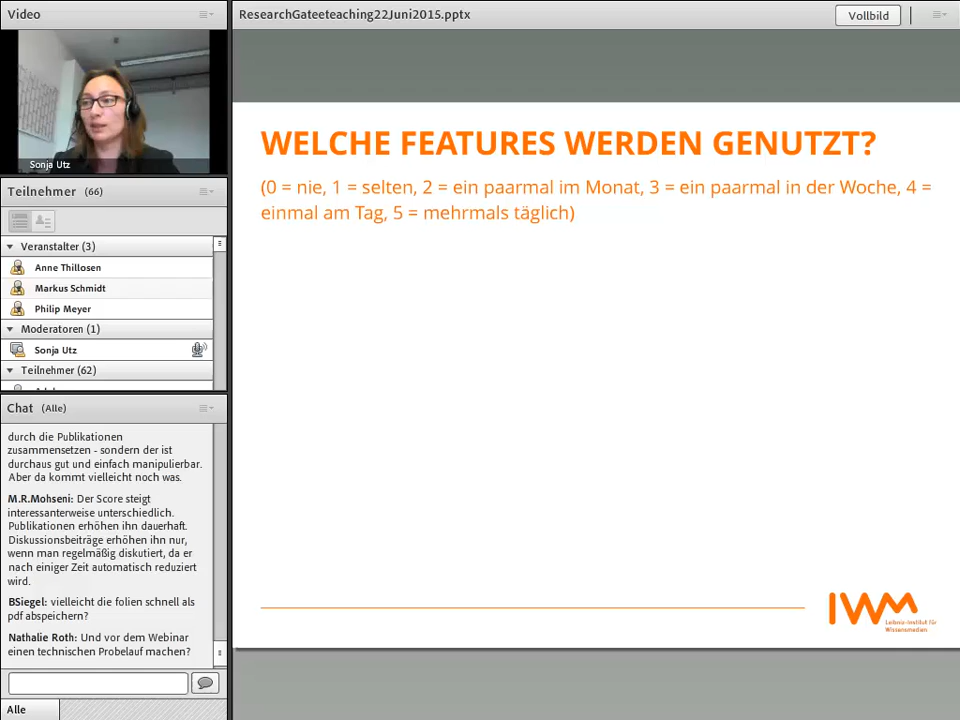 Video
Sonja Utz
Teilnehmer (66)
Veranstalter (3)
Anne Thillosen
Markus Schmidt
Philip Meyer
Moderatoren (1)
Sonja Utz
Teilnehmer (62)
Chat (Alle)
durch die Publikationen
zusammensetzen - sondern der ist
durchaus gut und einfach manipulierbar.
Aber da kommt vielleicht noch was.
M.R.Mohseni: Der Score steigt
interessanterweise unterschiedlich.
Publikationen erhöhen ihn dauerhaft.
Diskussionsbeiträge erhöhen ihn nur,
wenn man regelmäßig diskutiert, da er
nach einiger Zeit automatisch reduziert
wird.
BSiegel: vielleicht die folien schnell als
pdf abspeichern?
Nathalie Roth: Und vor dem Webinar
einen technischen Probelauf machen?
Alle
ResearchGateeteaching22Juni2015.pptx
Vollbild
WELCHE FEATURES WERDEN GENUTZT?
(0 = nie, 1 = selten, 2 = ein paarmal im Monat, 3 = ein paarmal in der Woche, 4 =
einmal am Tag, 5 = mehrmals täglich)
IWM
Leibniz-Institut für
Wissensmedien